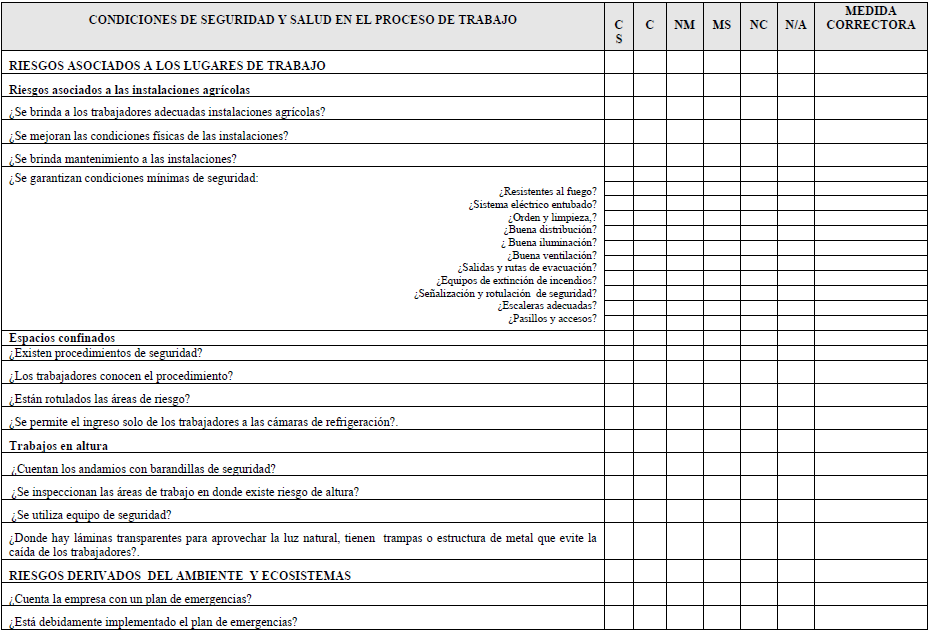 CONDICIONES DE SEGURIDAD Y SALUD EN EL PROCESO DE TRABAJO
C
S
C
NM
MS
NC
N/A
MEDIDA
CORRECTORA
RIESGOS ASOCIADOS A LOS LUGARES DE TRABAJO
Riesgos asociados a las instalaciones agrícolas
¿Se brinda a los trabajadores adecuadas instalaciones agrícolas?
¿Se mejoran las condiciones físicas de las instalaciones?
¿Se brinda mantenimiento a las instalaciones?
¿Se garantizan condiciones mínimas de seguridad:
¿Resistentes al fuego?
¿Sistema eléctrico entubado?
¿Orden y limpieza,?
¿Buena distribución?
¿ Buena iluminación?
¿Buena ventilación?
¿Salidas y rutas de evacuación?
¿Equipos de extinción de incendios?
¿Señalización y rotulación de seguridad?
¿Escaleras adecuadas?
¿Pasillos y accesos?
Espacios confinados
¿Existen procedimientos de seguridad?
¿Los trabajadores conocen el procedimiento?
¿Están rotulados las áreas de riesgo?
¿Se permite el ingreso solo de los trabajadores a las cámaras de refrigeración?.
Trabajos en altura
¿Cuentan los andamios con barandillas de seguridad?
¿Se inspeccionan las áreas de trabajo en donde existe riesgo de altura?
¿Se utiliza equipo de seguridad?
¿Donde hay láminas transparentes para aprovechar la luz natural, tienen trampas o estructura de metal que evite la
caída de los trabajadores?.
RIESGOS DERIVADOS DEL AMBIENTE Y ECOSISTEMAS
¿Cuenta la empresa con un plan de emergencias?
¿Está debidamente implementado el plan de emergencias?